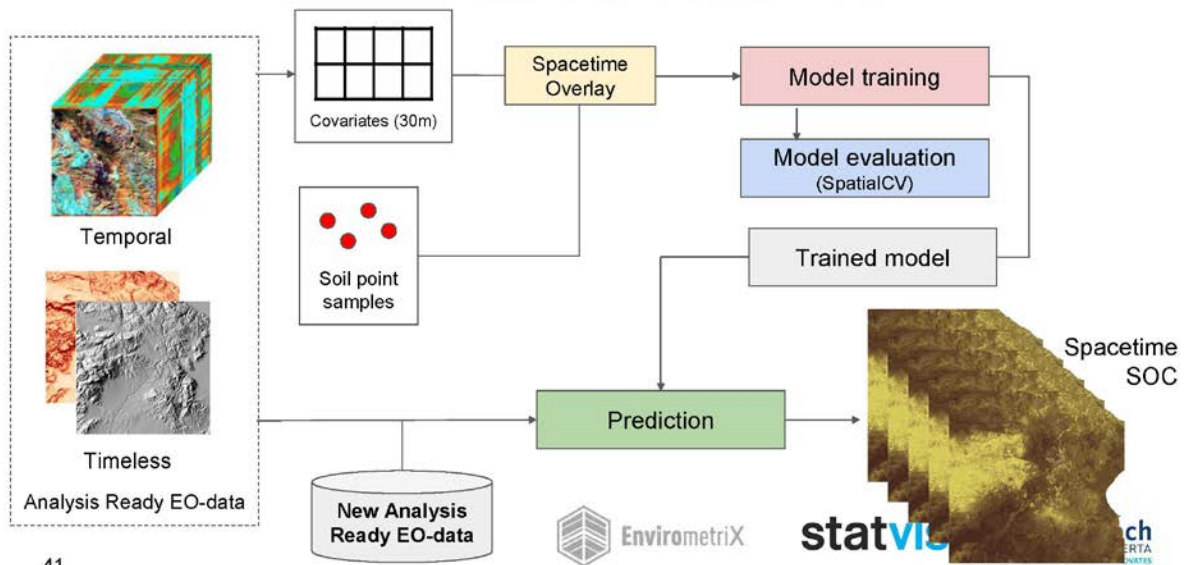 Temporal
Timeless
Analysis Ready EO-data
Covariates (30m)
Soil point
samples
Spacetime
Overlay
Model training
Model evaluation
(SpatialCV)
Trained model
Prediction
New Analysis
Ready EO-data
Spacetime
SOC
EnvirometriX
41